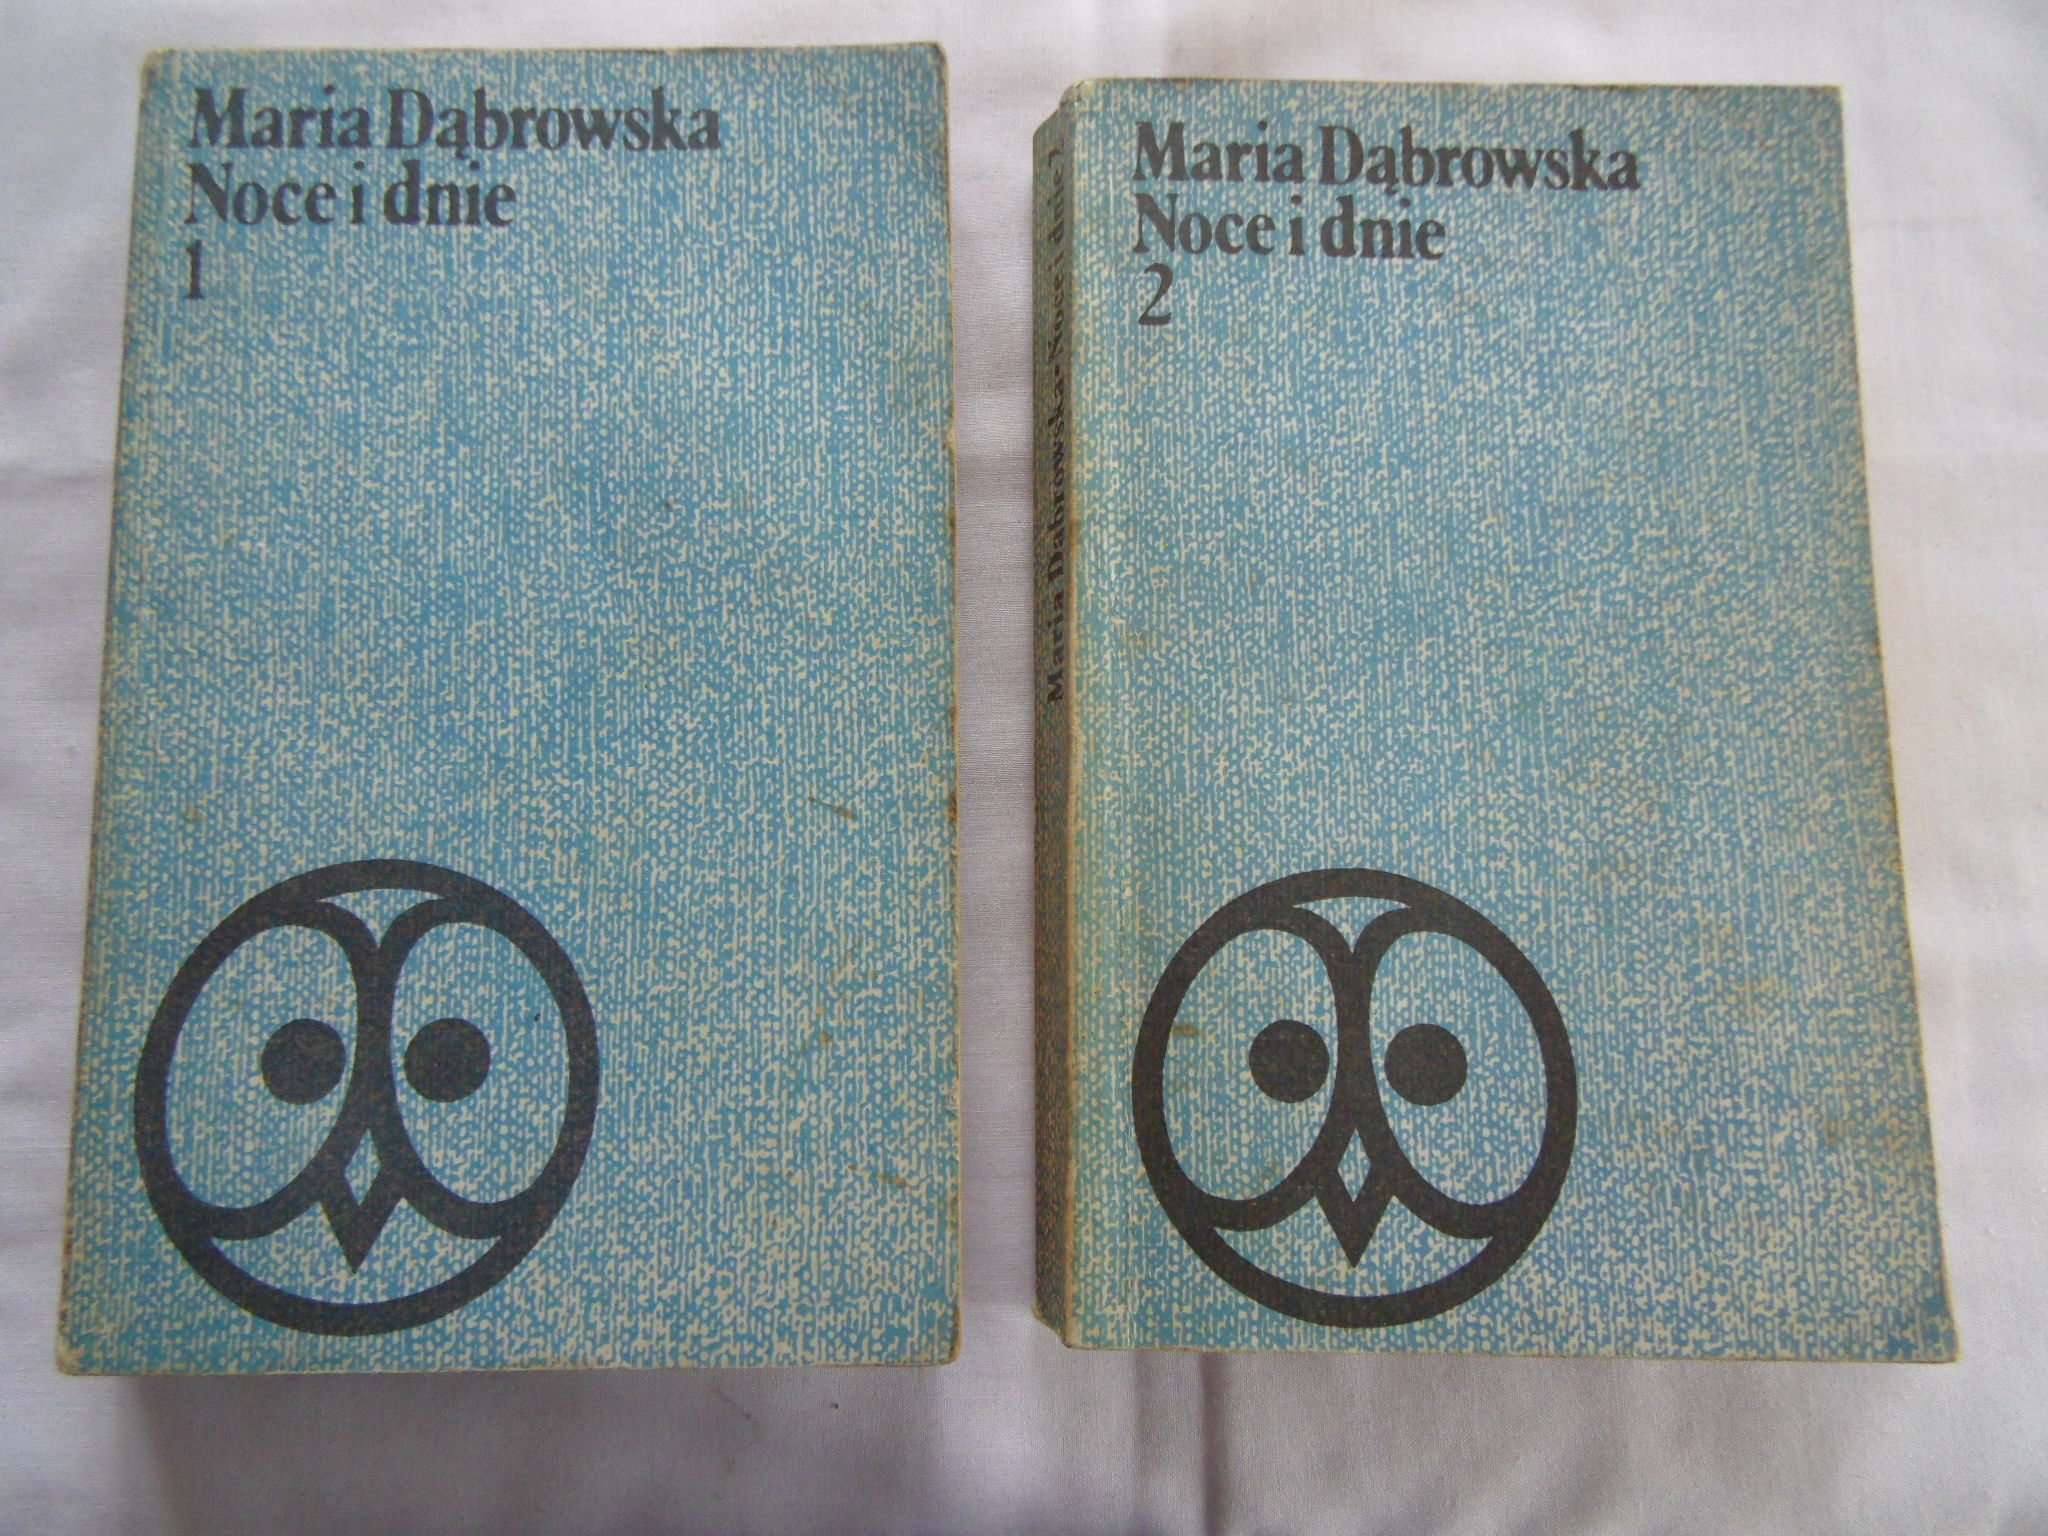 Maria Dąbrowska
Noce i dnie
1
Maria Dąbrowska
Noce i dnie
2
Maria Dąbrowska • Noce i dnie 2